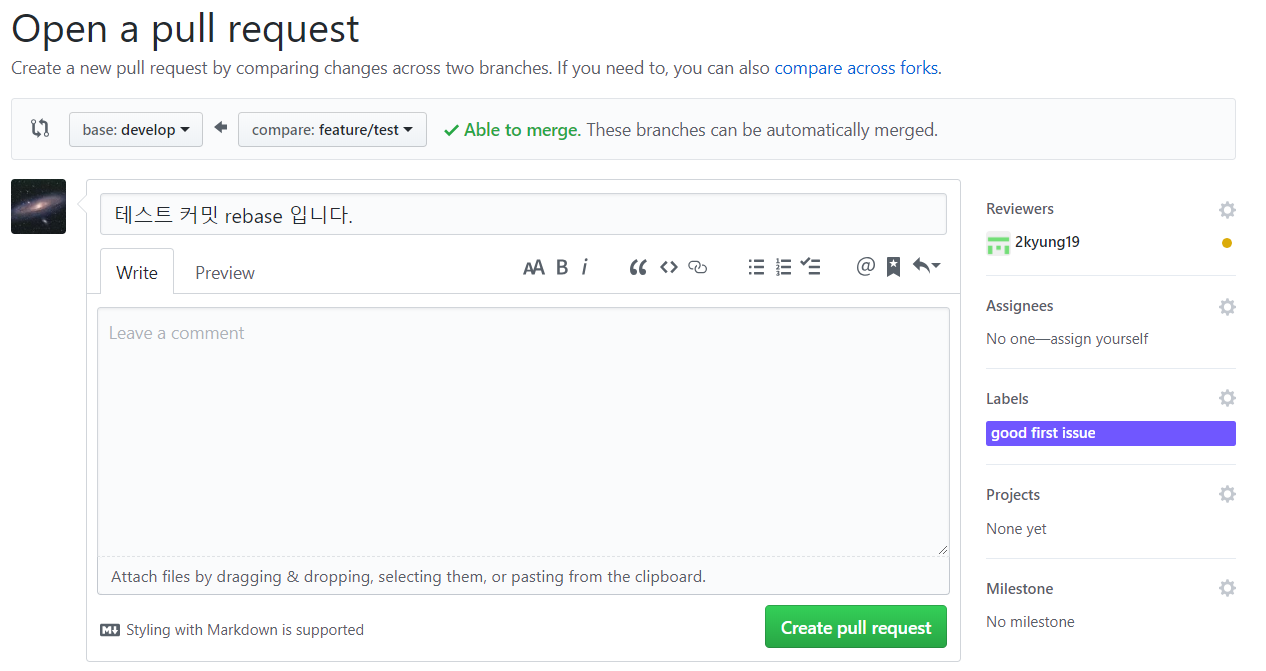 Open a pull request
Create a new pull request by comparing changes across two branches. If you need to, you can also compare across forks.
base: develop compare: feature/test Able to merge. These branches can be automatically merged.
테스트 커밋 rebase 입니다.
Write Preview
AA B i
Leave a comment
Attach files by dragging & dropping, selecting them, or pasting from the clipboard.
Styling with Markdown is supported
Create pull request
Reviewers
2kyung19
Assignees
No one—assign yourself
Labels
good first issue
Projects
None yet
Milestone
No milestone